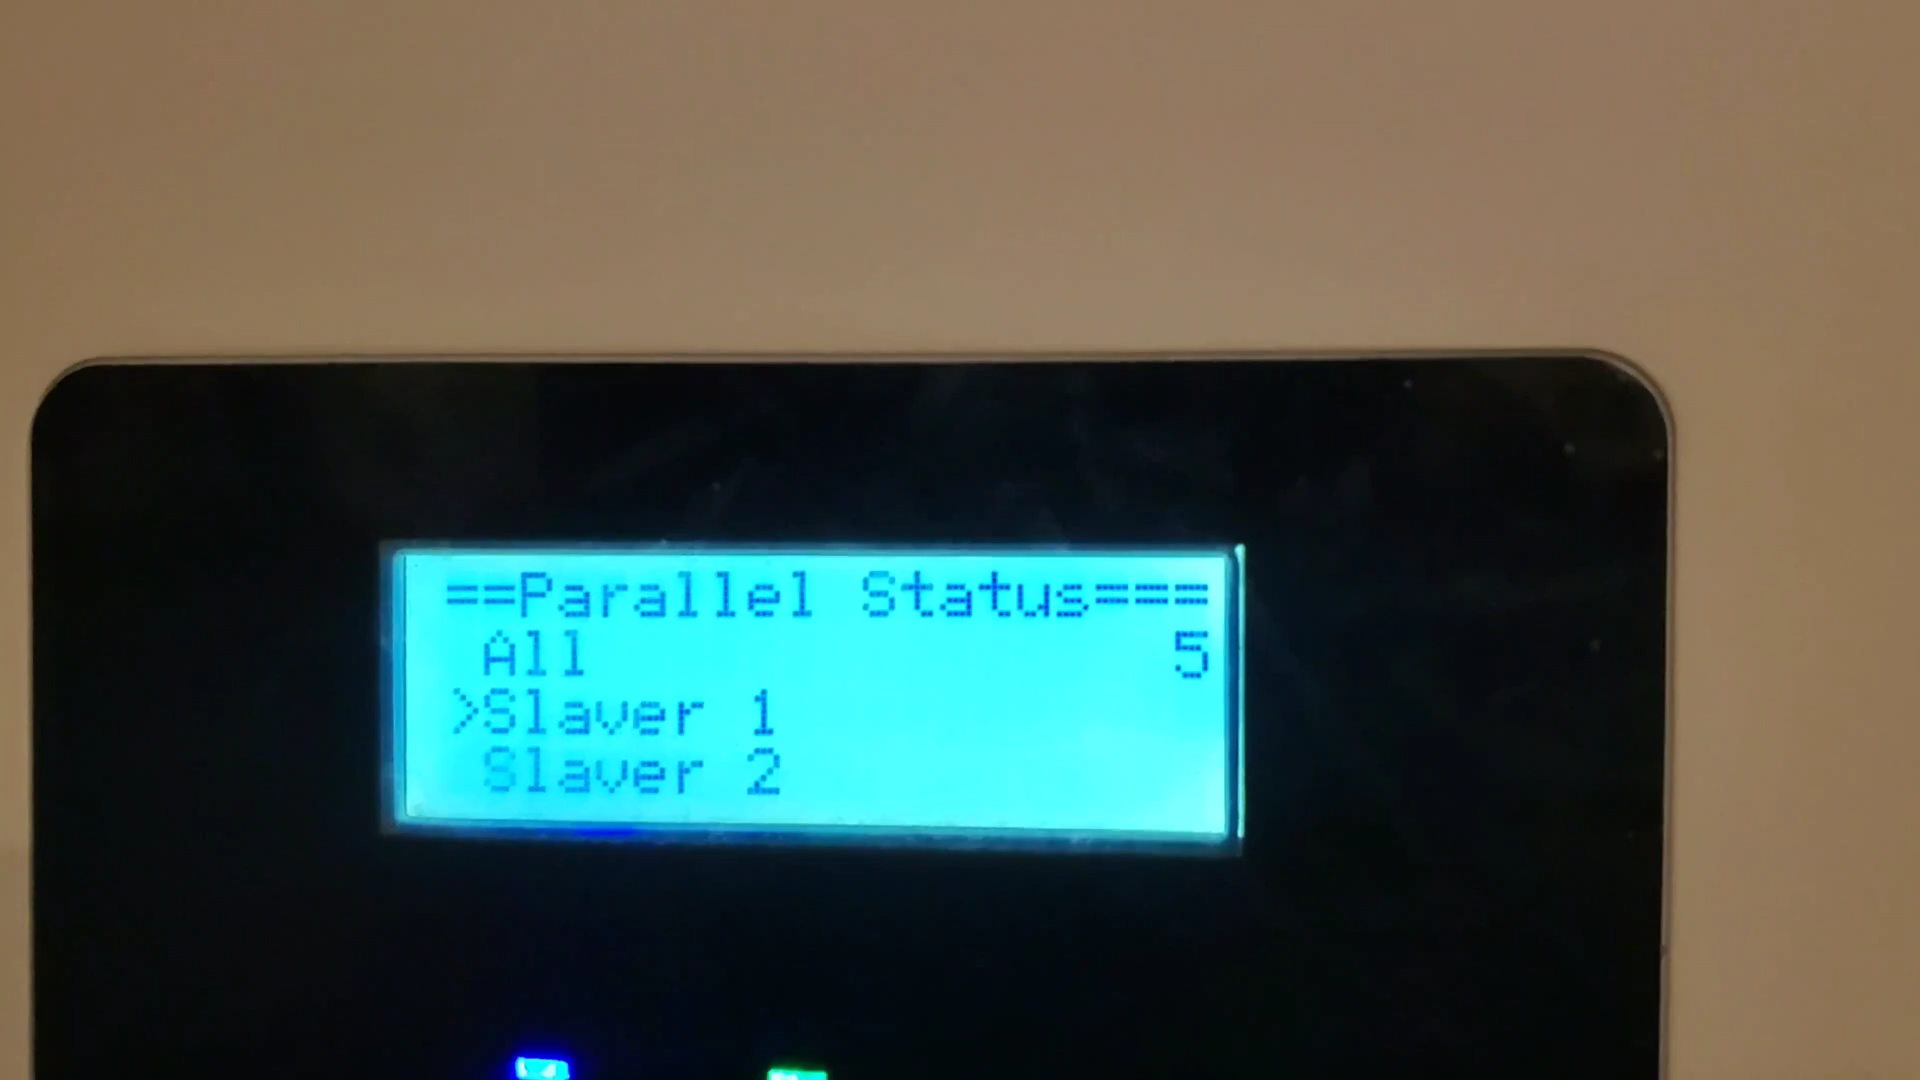 ==Parallel Status===
All 5
>Slaver 1
Slaver 2